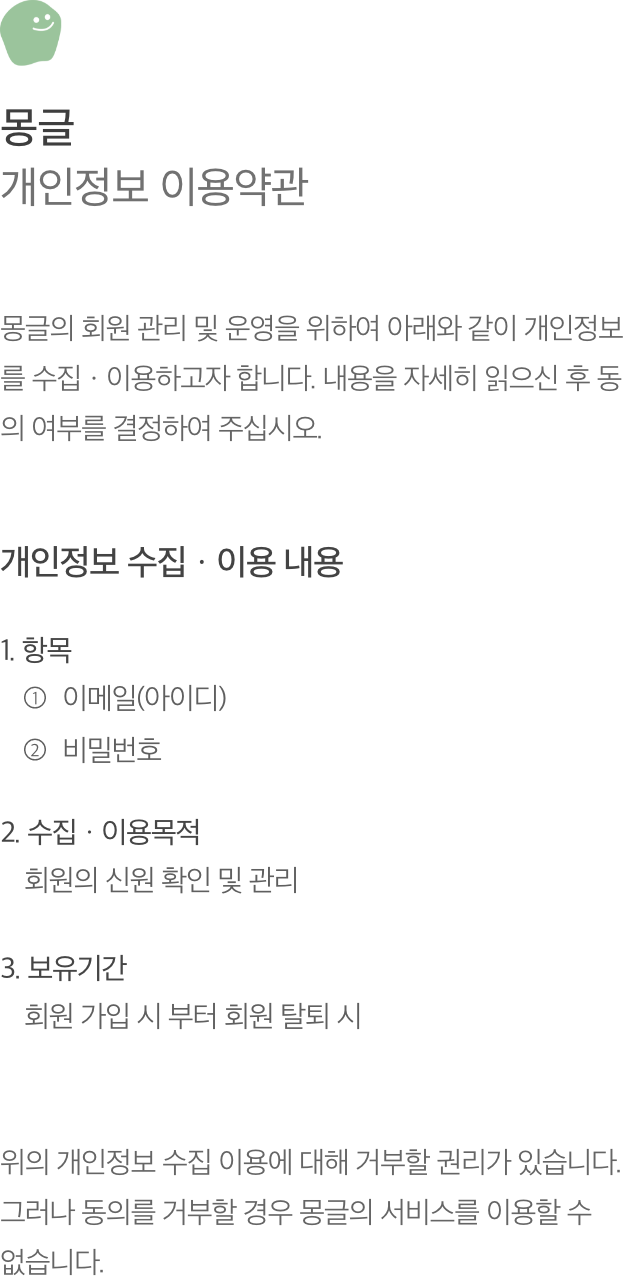 몽글
개인정보 이용약관
몽글의 회원 관리 및 운영을 위하여 아래와 같이 개인정보
를 수집 · 이용하고자 합니다. 내용을 자세히 읽으신 후 동
의 여부를 결정하여 주십시오.
개인정보 수집 · 이용 내용
1. 항목
① 이메일(아이디)
② 비밀번호
2. 수집 · 이용목적
회원의 신원 확인 및 관리
3. 보유기간
회원 가입 시 부터 회원 탈퇴 시
위의 개인정보 수집 이용에 대해 거부할 권리가 있습니다.
그러나 동의를 거부할 경우 몽글의 서비스를 이용할 수
없습니다.